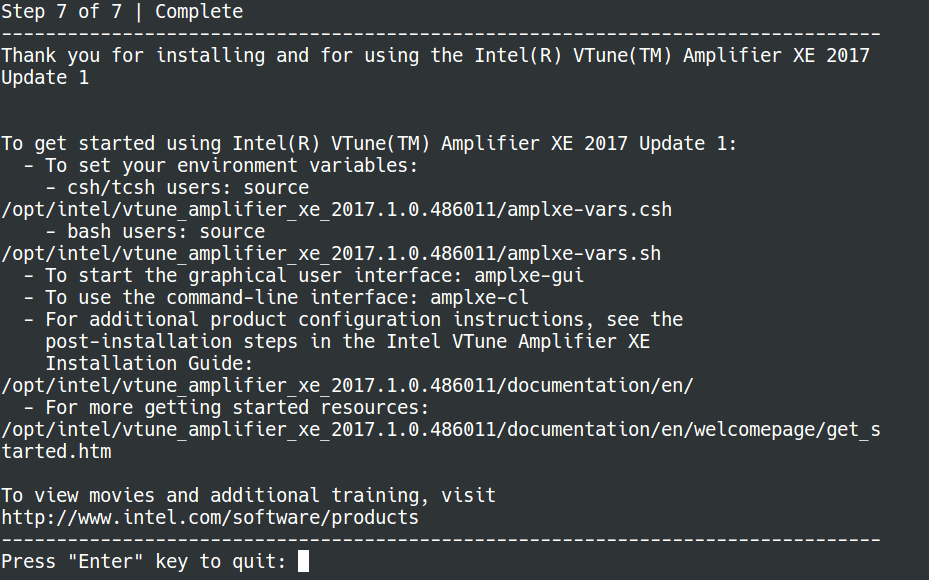 Step 7 of 7 | Complete
--------------------------------------------------------------------------------
Thank you for installing and for using the Intel(R) VTune(TM) Amplifier XE 2017
Update 1
To get started using Intel(R) VTune(TM) Amplifier XE 2017 Update 1:
  - To set your environment variables:
    - csh/tcsh users: source
/opt/intel/vtune_amplifier_xe_2017.1.0.486011/amplxe-vars.csh
    - bash users: source
/opt/intel/vtune_amplifier_xe_2017.1.0.486011/amplxe-vars.sh
  - To start the graphical user interface: amplxe-gui
  - To use the command-line interface: amplxe-cl
  - For additional product configuration instructions, see the
    post-installation steps in the Intel VTune Amplifier XE
    Installation Guide:
/opt/intel/vtune_amplifier_xe_2017.1.0.486011/documentation/en/
  - For more getting started resources:
/opt/intel/vtune_amplifier_xe_2017.1.0.486011/documentation/en/welcomepage/get_s
tarted.htm
To view movies and additional training, visit
http://www.intel.com/software/products
--------------------------------------------------------------------------------
Press "Enter" key to quit: